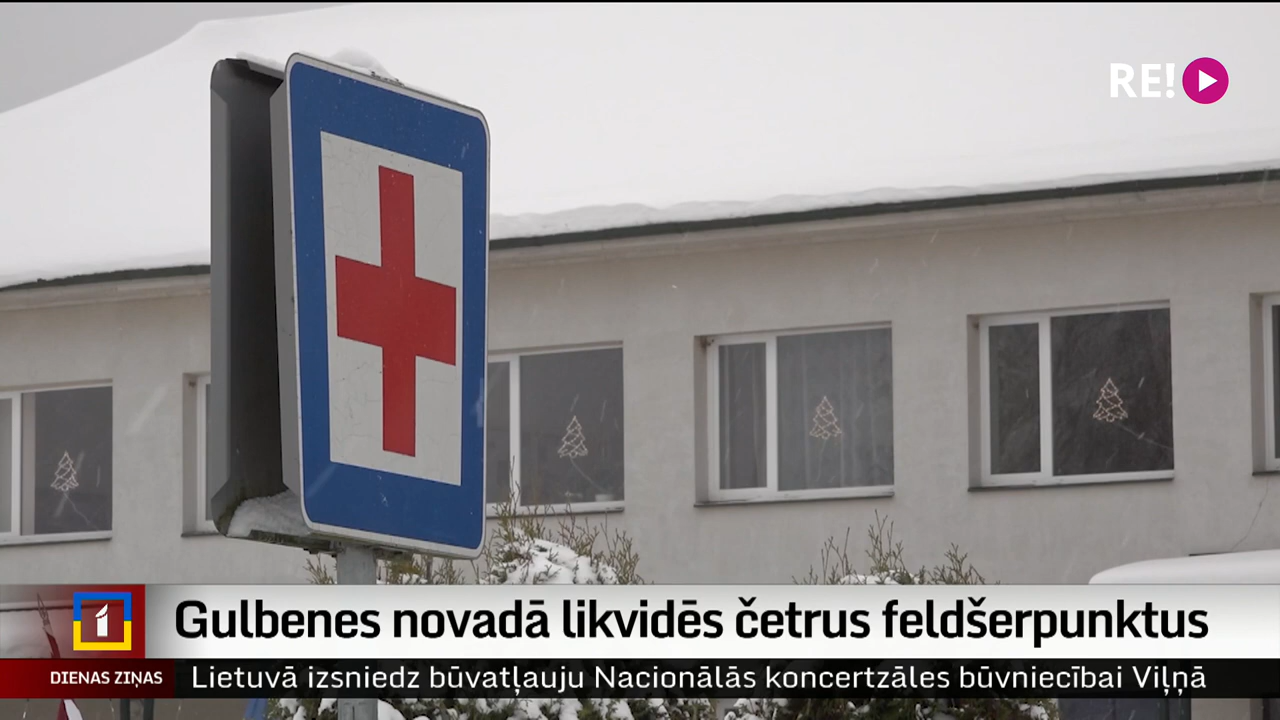 RE!
Gulbenes novadā likvidēs četrus feldšerpunktus
1
DIENAS ZIŅAS
Lietuvā izsniedz būvatļauju Nacionālās koncertzāles būvniecībai Viļņā